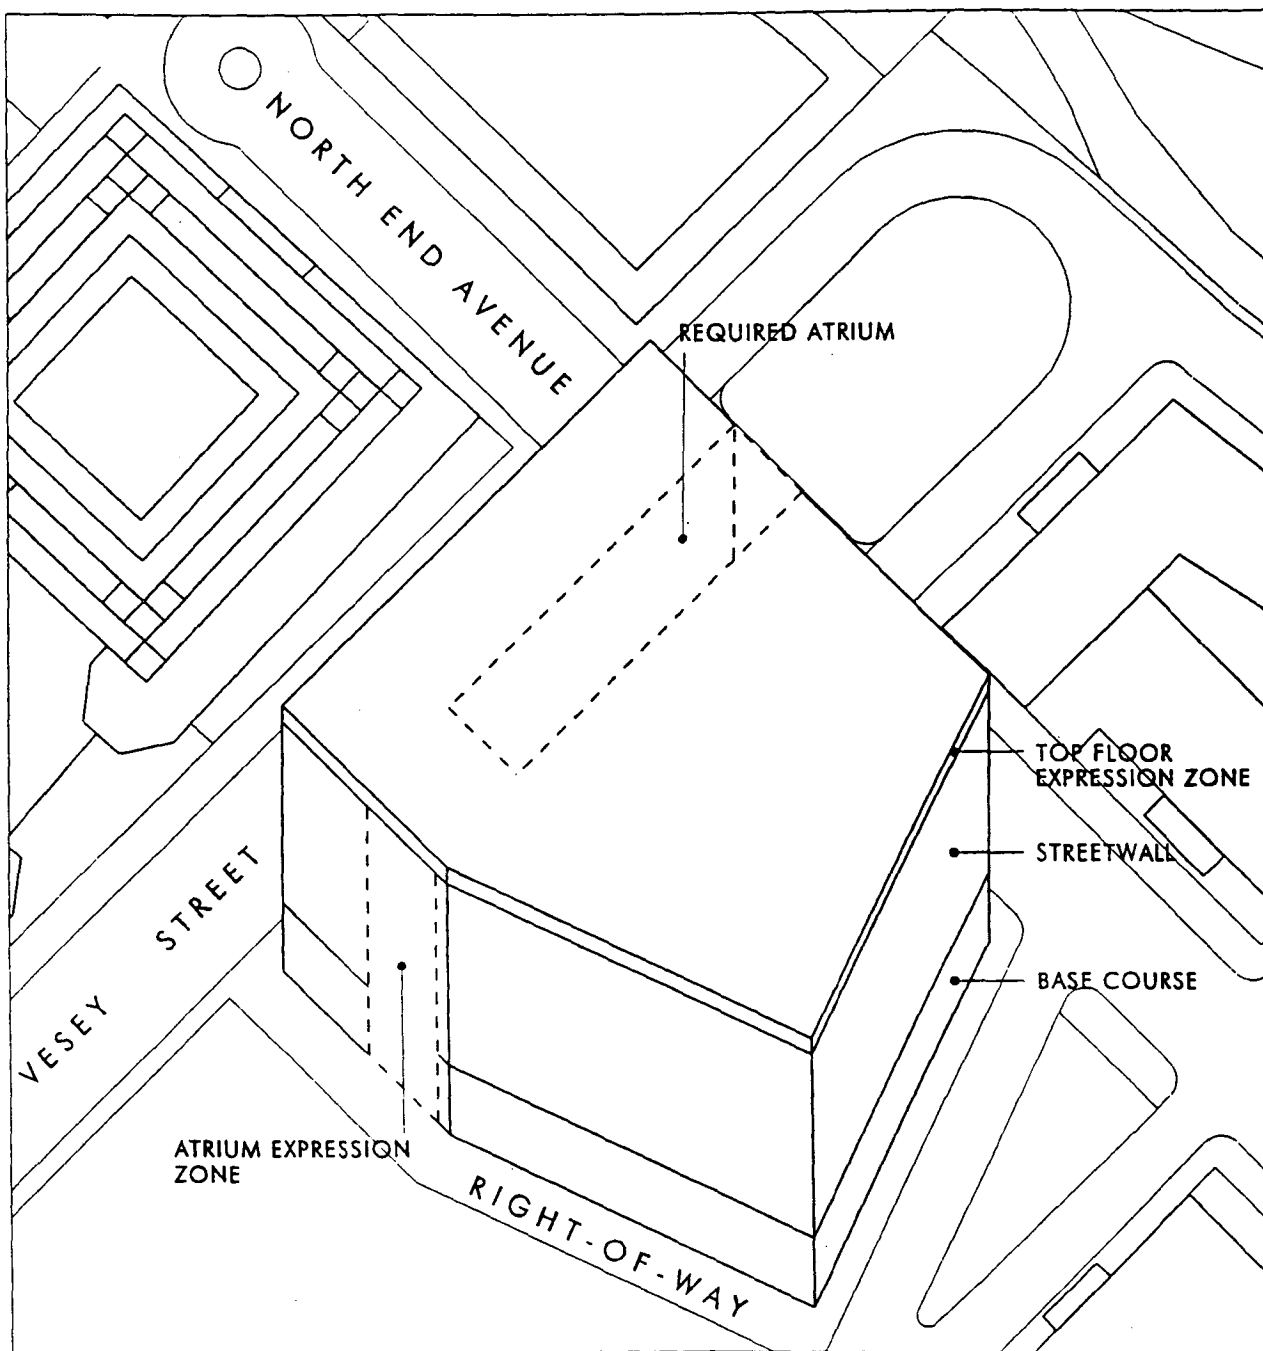 NORTH END AVENUE
REQUIRED ATRIUM
TOP FLOOR
EXPRESSION ZONE
STREETWALL
VESEY STREET
BASE COURSE
ATRIUM EXPRESSION
ZONE
RIGHT-OF-WAY